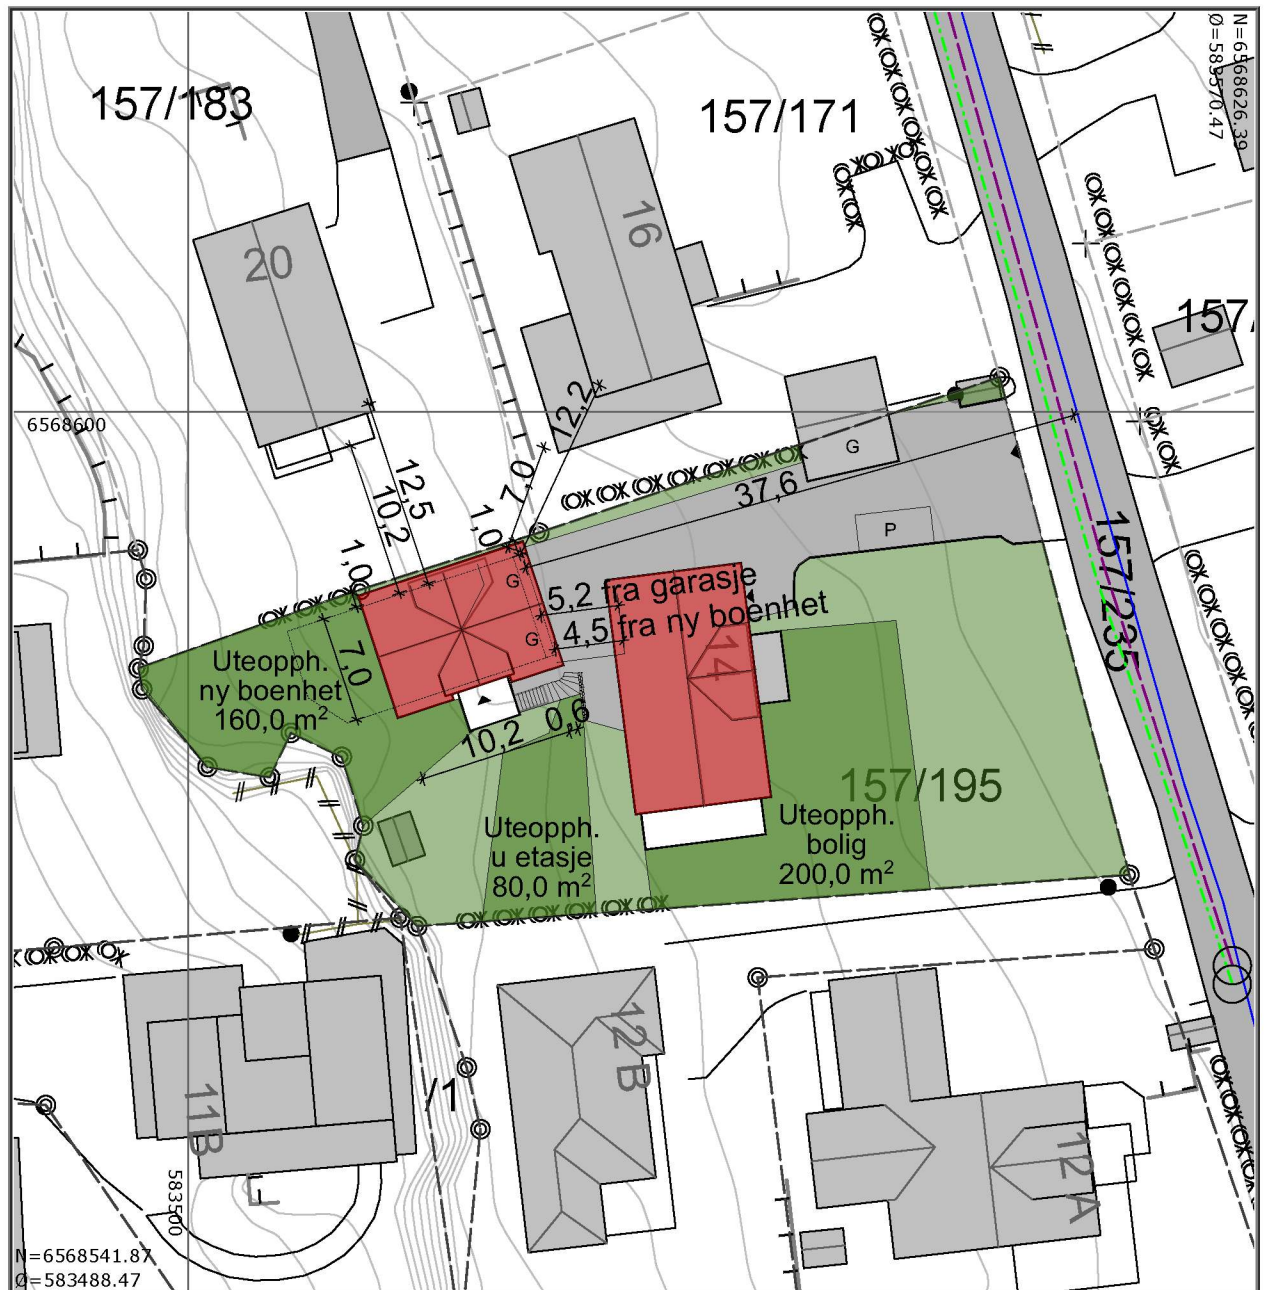 N=6568626.39
Ø=583570.47
157/183
157/171
16
20
157/
6568600
12,2
G
12,5
10,2
7,0
1,0
37,6
1,0
P
G
5,2 fra garasje
4,5 fra ny boenhet
G
157/235
14
7,0
Uteopph.
ny boenhet
160,0 m²
0,6
10,2
157/195
Uteopph.
u etasje
80,0 m²
Uteopph.
bolig
200,0 m²
12 B
11B
/1
12 A
583500
N=6568541.87
Ø=583488.47